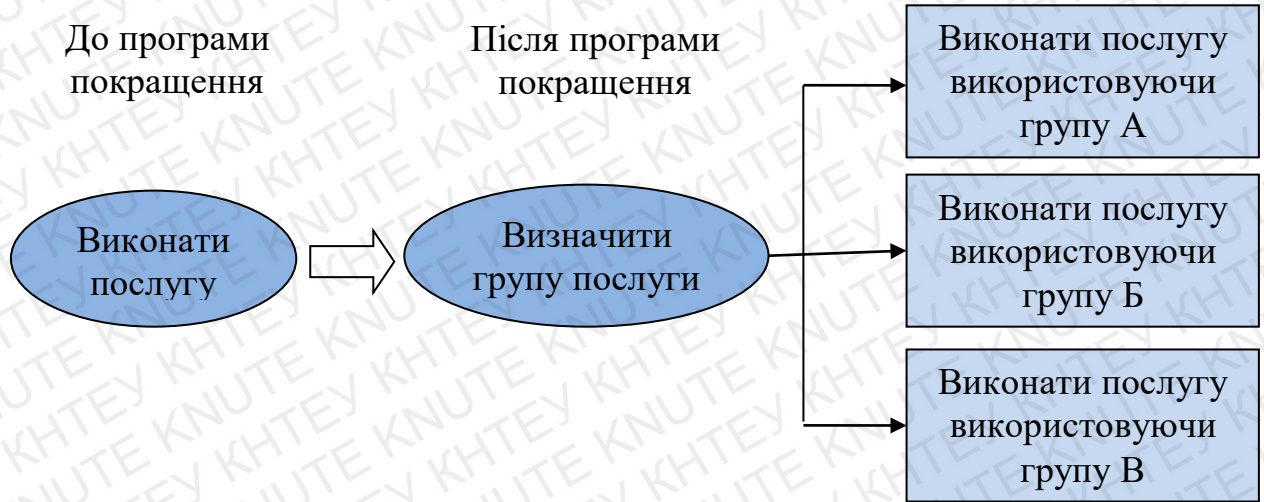 До програми
покращення
Після програми
покращення
Виконати
послугу
Визначити
групу послуги
Виконати послугу
використовуючи
групу А
Виконати послугу
використовуючи
групу Б
Виконати послугу
використовуючи
групу В